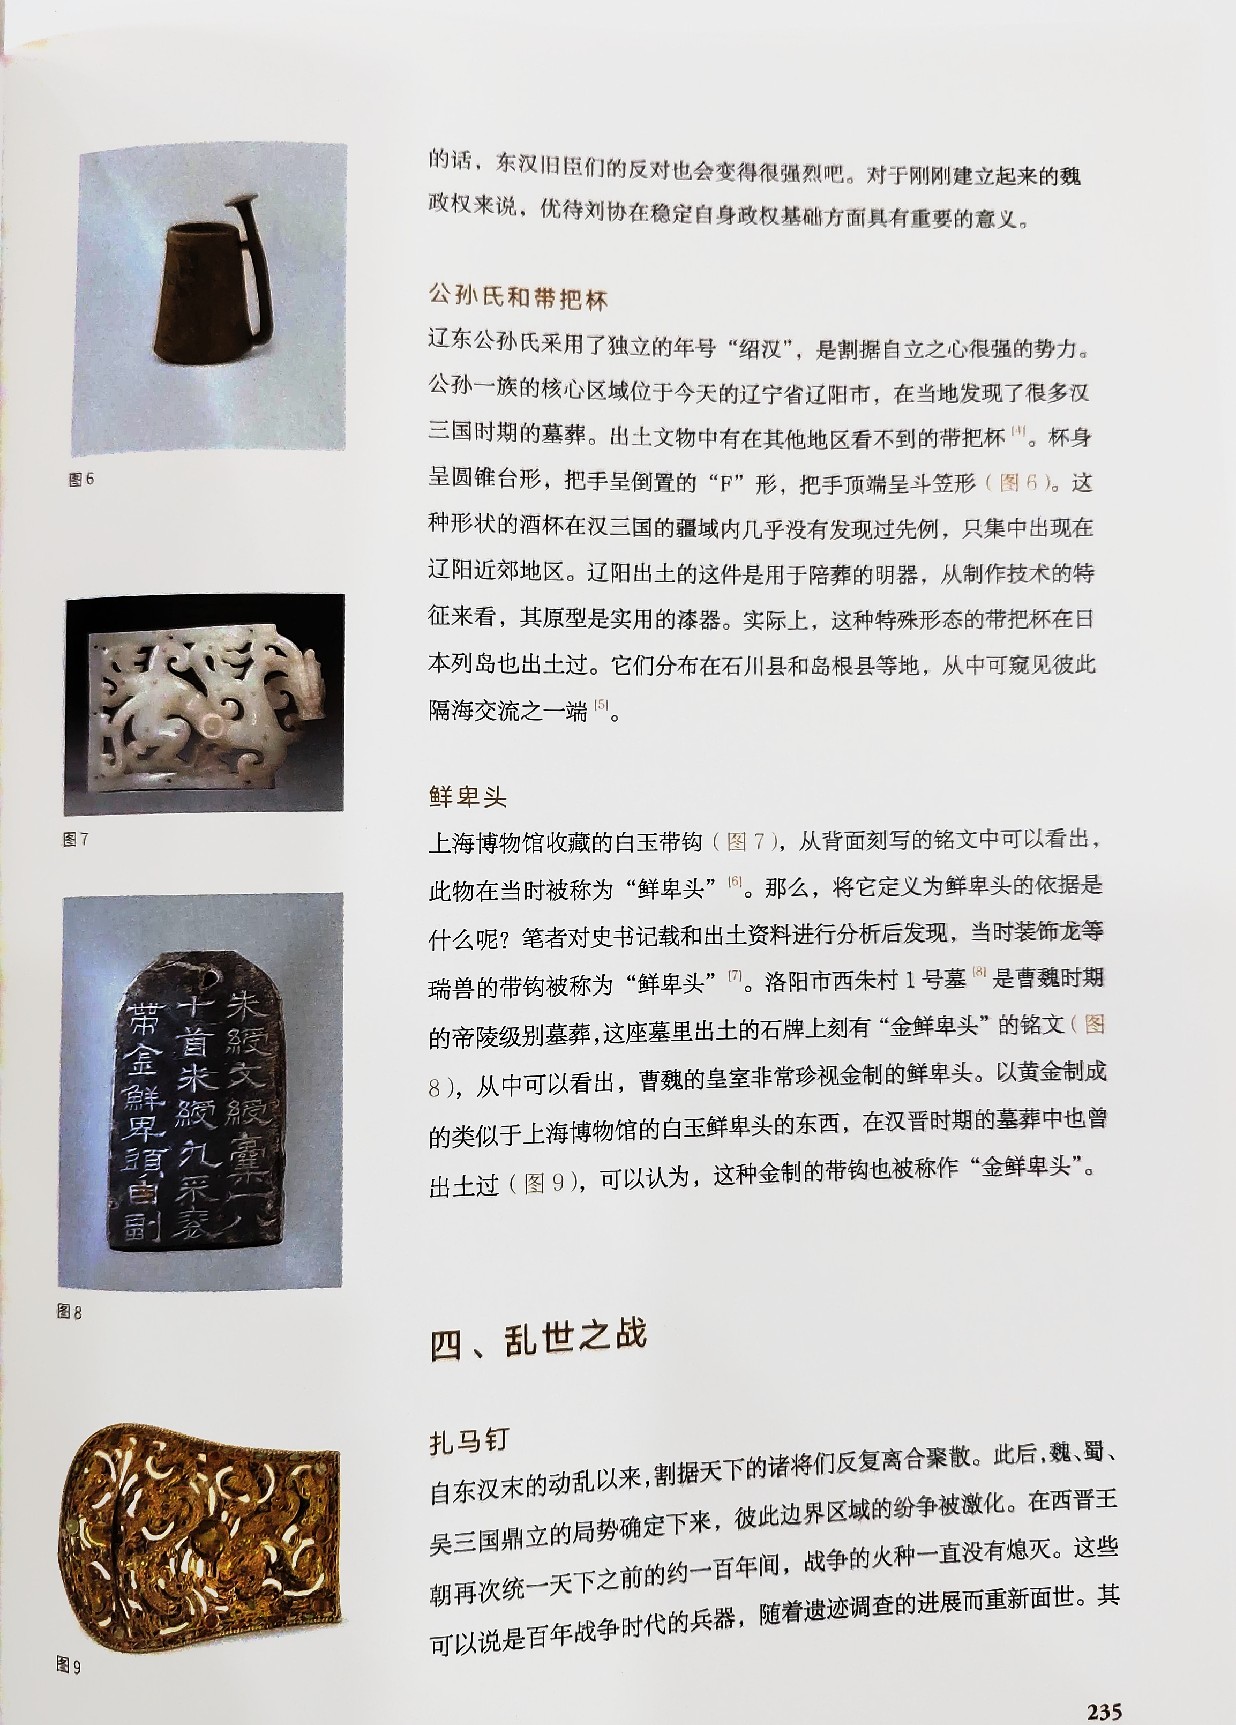 的话，东汉旧臣们的反对也会变得很强烈吧。对于刚刚建立起来的魏
政权来说，优待刘协在稳定自身政权基础方面具有重要的意义。
公孙氏和带把杯
辽东公孙氏采用了独立的年号“绍汉”，是割据自立之心很强的势力。
公孙一族的核心区域位于今天的辽宁省辽阳市，在当地发现了很多汉
三国时期的墓葬。出土文物中有在其他地区看不到的带把杯[4]。杯身
呈圆锥台形，把手呈倒置的“F”形，把手顶端呈斗笠形（图6）。这
种形状的酒杯在汉三国的疆域内几乎没有发现过先例，只集中出现在
辽阳近郊地区。辽阳出土的这件是用于陪葬的明器，从制作技术的特
征来看，其原型是实用的漆器。实际上，这种特殊形态的带把杯在日
本列岛也出土过。它们分布在石川县和岛根县等地，从中可窥见彼此
隔海交流之一端[5]。
鲜卑头
上海博物馆收藏的白玉带钩（图7），从背面刻写的铭文中可以看出，
此物在当时被称为“鲜卑头”[6]。那么，将它定义为鲜卑头的依据是
什么呢？笔者对史书记载和出土资料进行分析后发现，当时装饰龙等
瑞兽的带钩被称为“鲜卑头”[7]。洛阳市西朱村1号墓[8]是曹魏时期
的帝陵级别墓葬，这座墓里出土的石牌上刻有“金鲜卑头”的铭文（图
8），从中可以看出，曹魏的皇室非常珍视金制的鲜卑头。以黄金制成
的类似于上海博物馆的白玉鲜卑头的东西，在汉晋时期的墓葬中也曾
出土过（图9），可以认为，这种金制的带钩也被称作“金鲜卑头”。
四、乱世之战
扎马钉
自东汉末的动乱以来，割据天下的诸将们反复离合聚散。此后，魏、蜀、
吴三国鼎立的局势确定下来，彼此边界区域的纷争被激化。在西晋王
朝再次统一天下之前的约一百年间，战争的火种一直没有熄灭。这些
可以说是百年战争时代的兵器，随着遗迹调查的进展而重新面世。其
图6
图7
朱綬文綬囊一八
十首朱綬九采袞
帶金鮮卑頭自副
图8
图9
235